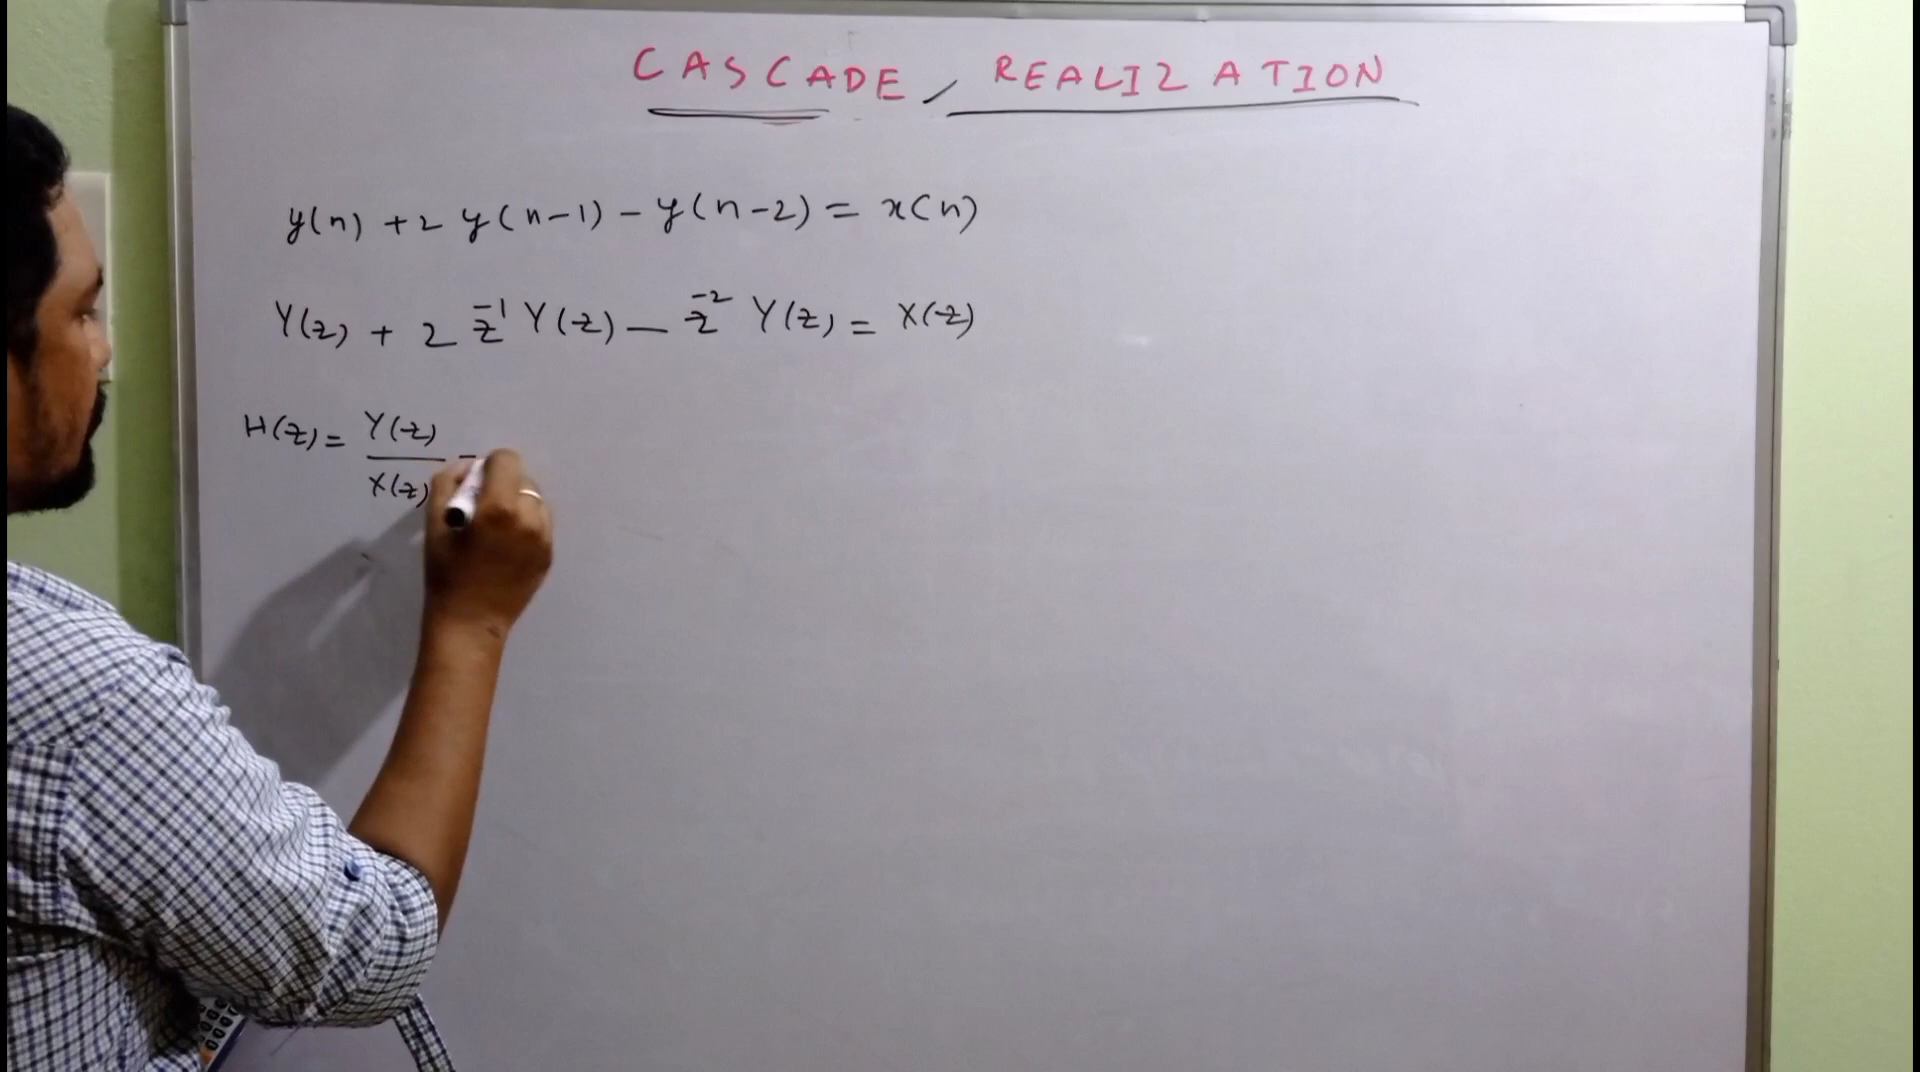 CASCADE REALIZATION
y(n) + 2 y(n-1) - y(n-2) = x(n)
Y(z) + 2 z⁻¹ Y(z) - z⁻² Y(z) = X(z)
H(z) = Y(z) / X(z) =